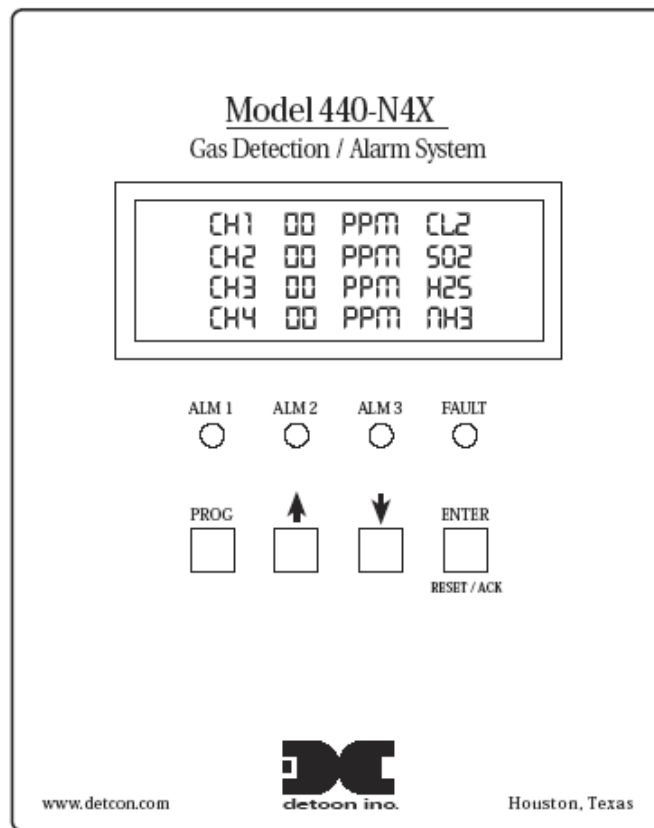 Model 440-N4X
Gas Detection / Alarm System
CH1 00 PPM CL2
CH2 00 PPM SO2
CH3 00 PPM H2S
CH4 00 PPM NH3
ALM 1 ALM 2 ALM 3 FAULT
PROG ENTER
RESET / ACK
www.detcon.com detcon inc. Houston, Texas